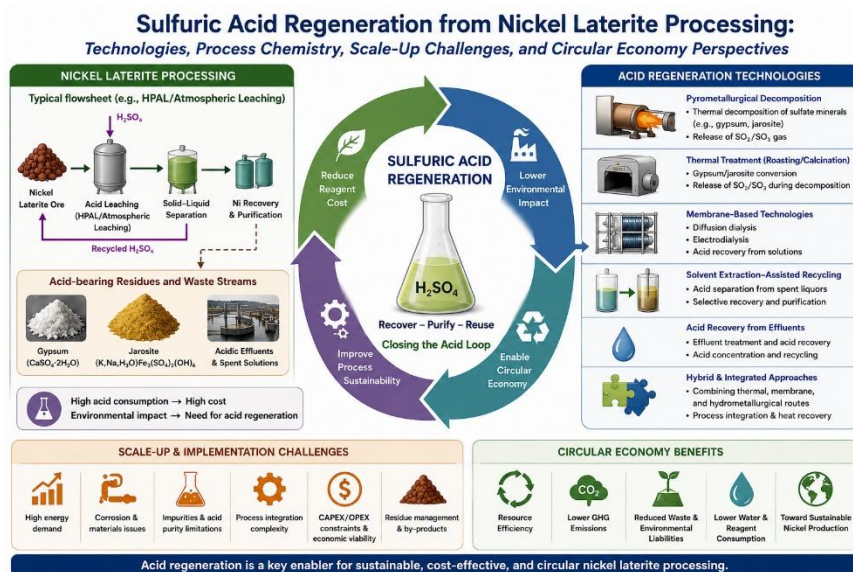 Sulfuric Acid Regeneration from Nickel Laterite Processing:
Technologies, Process Chemistry, Scale-Up Challenges, and Circular Economy Perspectives
NICKEL LATERITE PROCESSING
Typical flowsheet (e.g., HPAL/Atmospheric Leaching)
H₂SO₄
Nickel
Laterite Ore
Acid Leaching
(HPAL/Atmospheric
Leaching)
Solid–Liquid
Separation
Ni Recovery
& Purification
Recycled H₂SO₄
Acid-bearing Residues and Waste Streams
Gypsum
(CaSO₄·2H₂O)
Jarosite
(K,Na,H₃O)Fe₃(SO₄)₂(OH)₆
Acidic Effluents
& Spent Solutions
High acid consumption → High cost
Environmental impact → Need for acid regeneration
Reduce
Reagent
Cost
Lower
Environmental
Impact
Improve
Process
Sustainability
Enable
Circular
Economy
SULFURIC ACID
REGENERATION
H₂SO₄
Recover – Purify – Reuse
Closing the Acid Loop
ACID REGENERATION TECHNOLOGIES
Pyrometallurgical Decomposition
• Thermal decomposition of sulfate minerals
(e.g., gypsum, jarosite)
• Release of SO₂/SO₃ gas
Thermal Treatment (Roasting/Calcination)
• Gypsum/jarosite conversion
• Release of SO₂/SO₃ during decomposition
Membrane-Based Technologies
• Diffusion dialysis
• Electrodialysis
• Acid recovery from solutions
Solvent Extraction–Assisted Recycling
• Acid separation from spent liquors
• Selective recovery and purification
Acid Recovery from Effluents
• Effluent treatment and acid recovery
• Acid concentration and recycling
Hybrid & Integrated Approaches
• Combining thermal, membrane,
and hydrometallurgical routes
• Process integration & heat recovery
SCALE-UP & IMPLEMENTATION CHALLENGES
High energy
demand
Corrosion &
materials issues
Impurities & acid
purity limitations
Process integration
complexity
$
CAPEX/OPEX
constraints &
economic viability
Residue management
& by-products
CIRCULAR ECONOMY BENEFITS
Resource
Efficiency
CO₂
Lower GHG
Emissions
Reduced Waste &
Environmental
Liabilities
Lower Water &
Reagent
Consumption
Toward Sustainable
Nickel Production
Acid regeneration is a key enabler for sustainable, cost-effective, and circular nickel laterite processing.